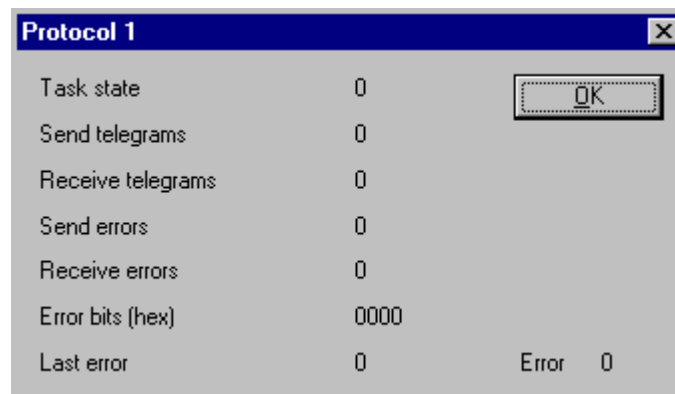 Protocol 1
Task state 0 OK
Send telegrams 0
Receive telegrams 0
Send errors 0
Receive errors 0
Error bits (hex) 0000
Last error 0 Error 0